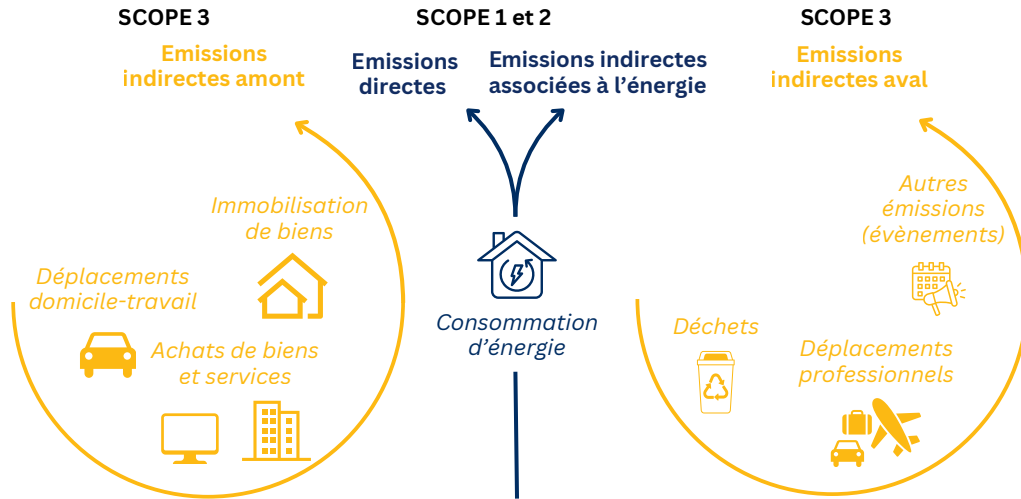 SCOPE 3
Emissions
indirectes amont
Immobilisation
de biens
Déplacements
domicile-travail
Achats de biens
et services
SCOPE 1 et 2
Emissions
directes
Emissions indirectes
associées à l'énergie
Consommation
d'énergie
SCOPE 3
Emissions
indirectes aval
Autres
émissions
(évènements)
Déchets
Déplacements
professionnels